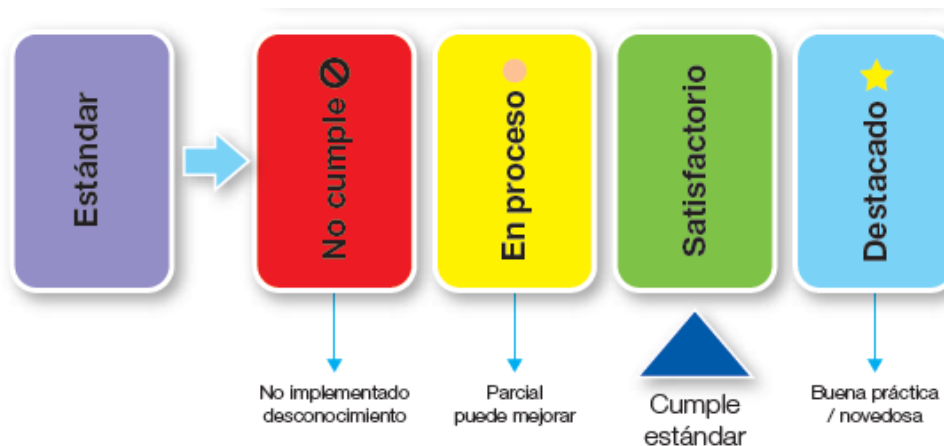 Estándar
No cumple
En proceso
Satisfactorio
Destacado
No implementado
desconocimiento
Parcial
puede mejorar
Cumple
estándar
Buena práctica
/ novedosa